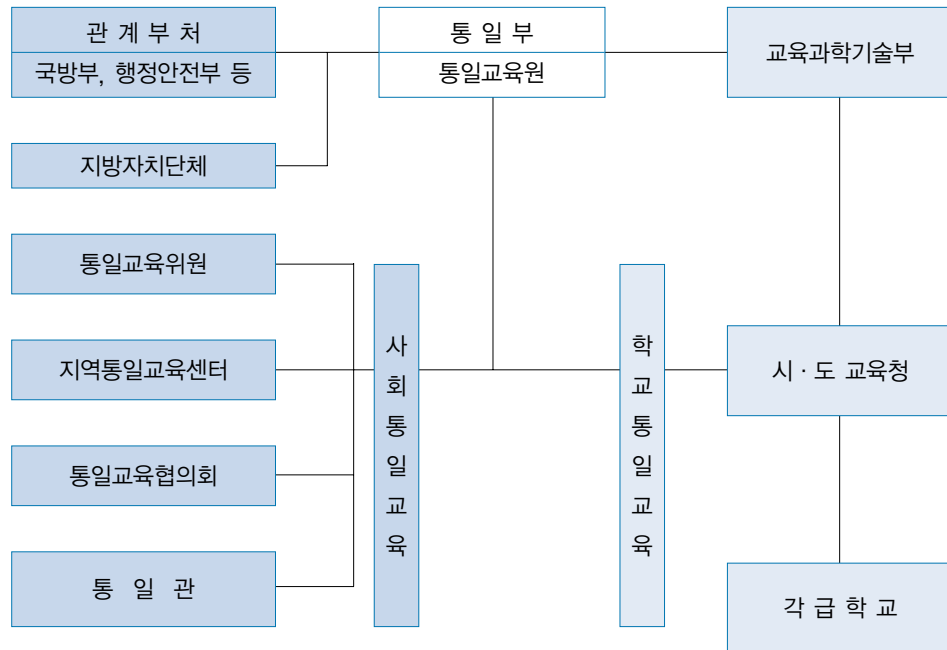 관 계 부 처
국방부, 행정안전부 등
통 일 부
통일교육원
교육과학기술부
지방자치단체
통일교육위원
지역통일교육센터
통일교육협의회
통 일 관
사회통일교육
학교통일교육
시 · 도 교육청
각 급 학 교